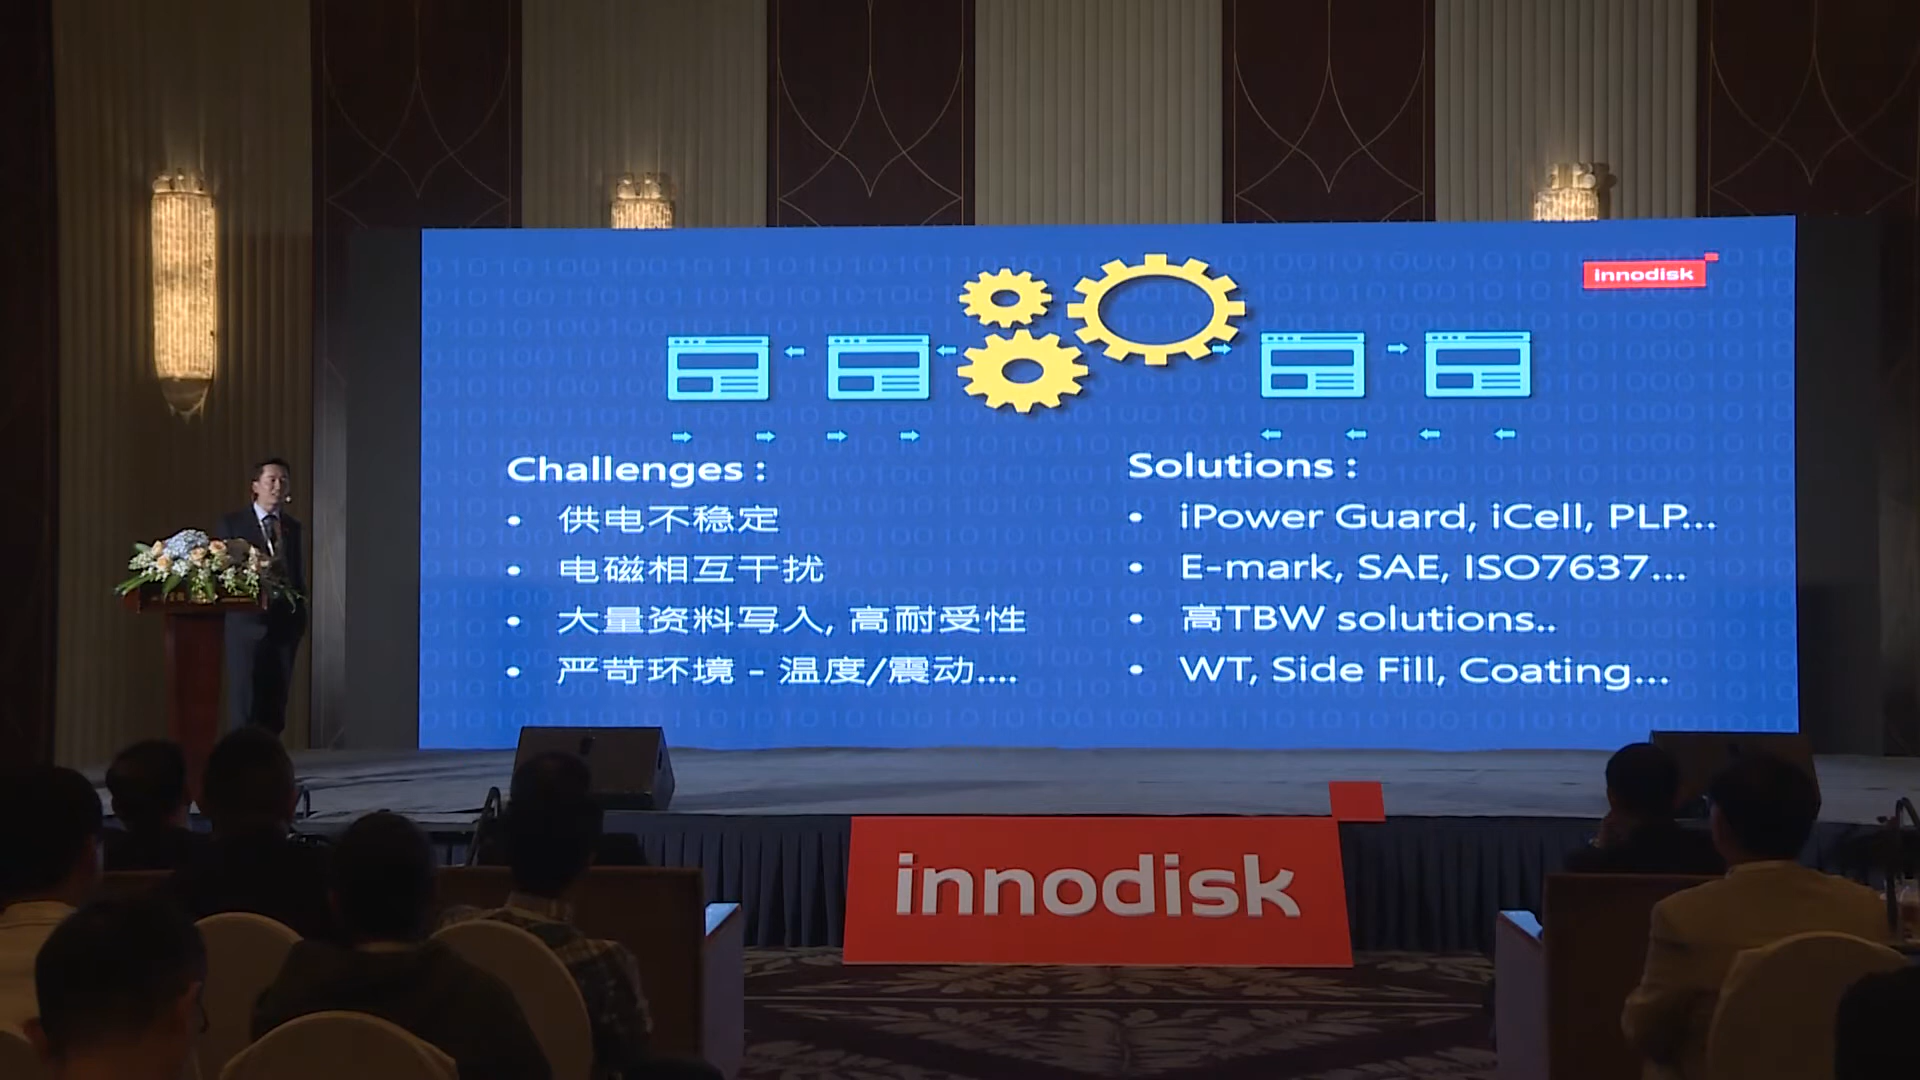 innodisk
Challenges :
• 供电不稳定
• 电磁相互干扰
• 大量资料写入, 高耐受性
• 严苛环境 - 温度/震动....
Solutions :
• iPower Guard, iCell, PLP...
• E-mark, SAE, ISO7637...
• 高TBW solutions..
• WT, Side Fill, Coating...
innodisk